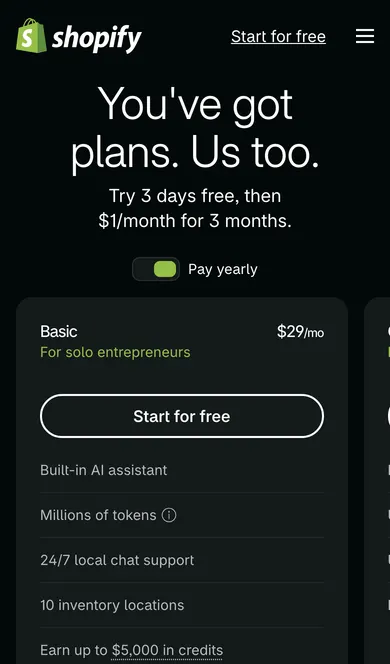 shopify
Start for free
You've got
plans. Us too.
Try 3 days free, then
$1/month for 3 months.
Pay yearly
Basic
$29/mo
For solo entrepreneurs
Start for free
Built-in AI assistant
Millions of tokens
24/7 local chat support
10 inventory locations
Earn up to $5,000 in credits